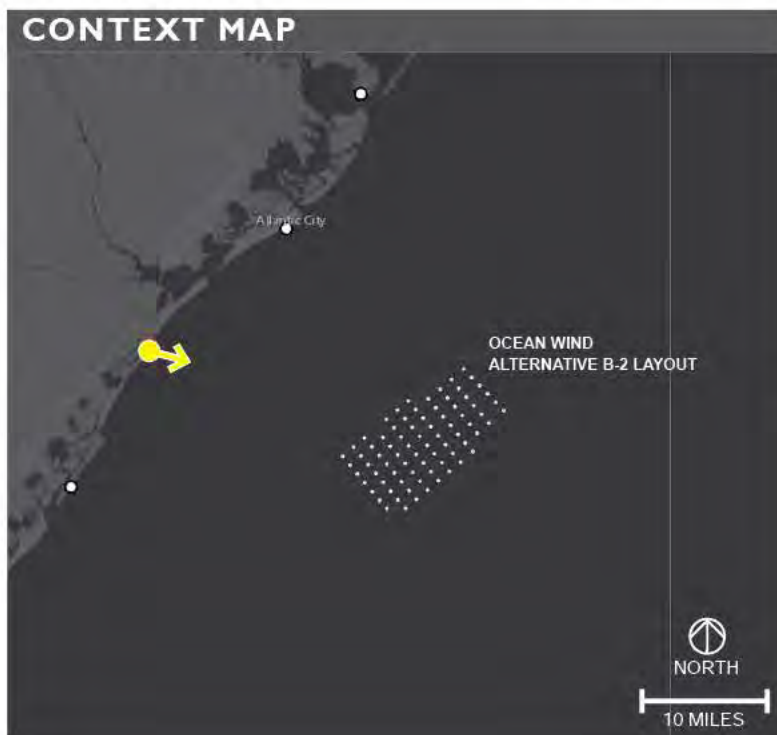 CONTEXT MAP
Atlantic City
OCEAN WIND
ALTERNATIVE B-2 LAYOUT
NORTH
10 MILES